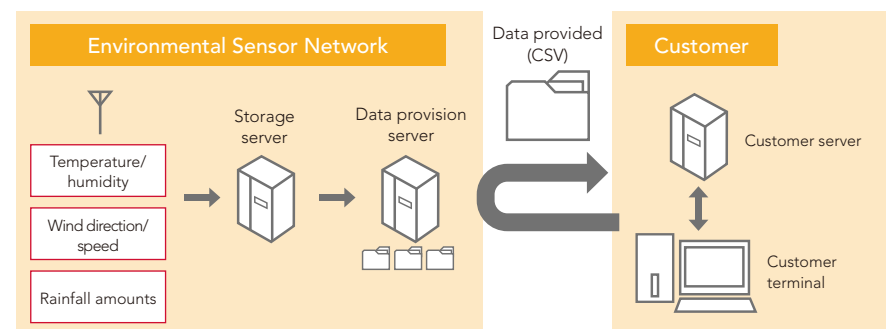 Environmental Sensor Network
Data provided
(CSV)
Customer
Storage
server
Data provision
server
Temperature/
humidity
Wind direction/
speed
Rainfall amounts
Customer server
Customer
terminal